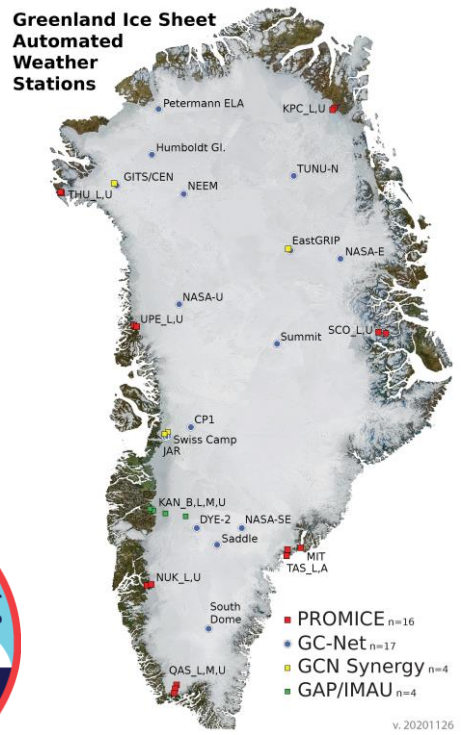 Greenland Ice Sheet
Automated
Weather
Stations
Petermann ELA
KPC_L,U
Humboldt Gl.
GITS/CEN
TUNU-N
THU_L,U
NEEM
EastGRIP
NASA-E
NASA-U
UPE_L,U
SCO_L,U
Summit
CP1
Swiss Camp
JAR
KAN_B,L,M,U
DYE-2
NASA-SE
Saddle
MIT
TAS_L,A
NUK_L,U
South
Dome
QAS_L,M,U
PROMICE n=16
GC-Net n=17
GCN Synergy n=4
GAP/IMAU n=4
v. 20201126